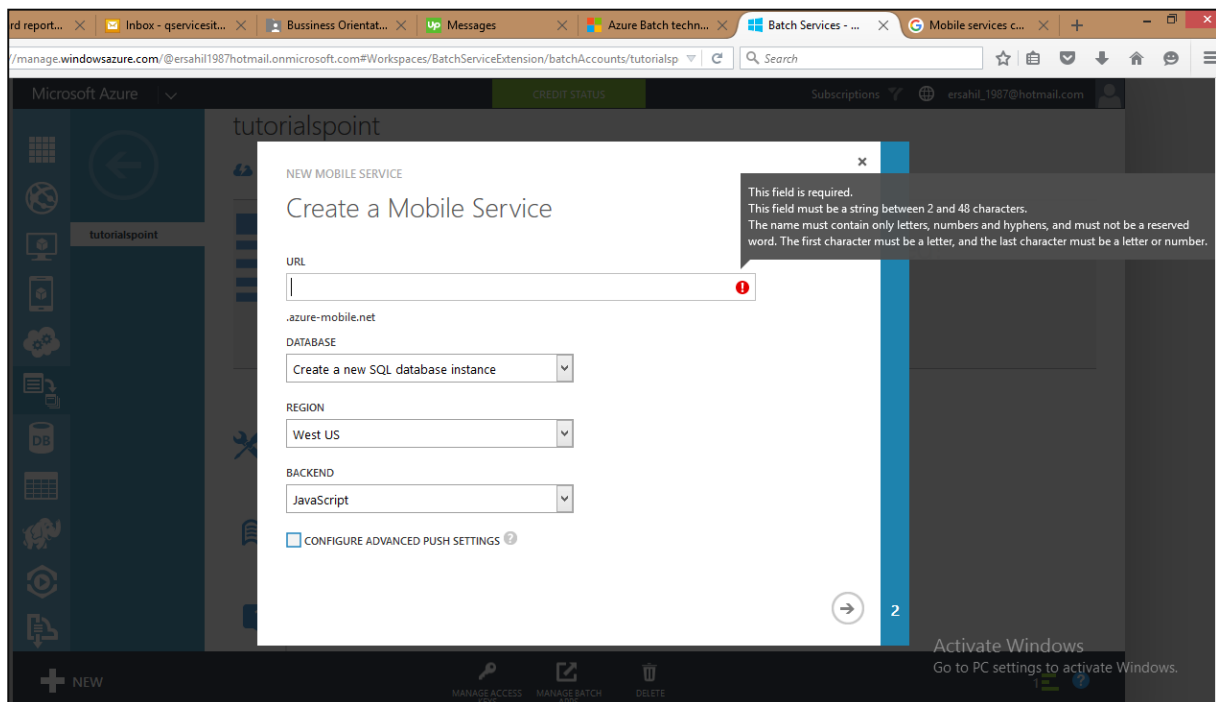 rd report...
Inbox - qservicesit...
Bussiness Orientat...
Up Messages
Azure Batch techn...
Batch Services - ...
Mobile services c...
/manage.windowsazure.com/@ersahil1987hotmail.onmicrosoft.com#Workspaces/BatchServiceExtension/batchAccounts/tutorialsp
Search
Microsoft Azure
CREDIT STATUS
Subscriptions
ersahil_1987@hotmail.com
tutorialspoint
tutorialspoint
DB
NEW MOBILE SERVICE
Create a Mobile Service
This field is required.
This field must be a string between 2 and 48 characters.
The name must contain only letters, numbers and hyphens, and must not be a reserved
word. The first character must be a letter, and the last character must be a letter or number.
URL
.azure-mobile.net
DATABASE
Create a new SQL database instance
REGION
West US
BACKEND
JavaScript
CONFIGURE ADVANCED PUSH SETTINGS ?
2
Activate Windows
Go to PC settings to activate Windows.
NEW
MANAGE ACCESS
KEYS
MANAGE BATCH
APPS
DELETE
1
?